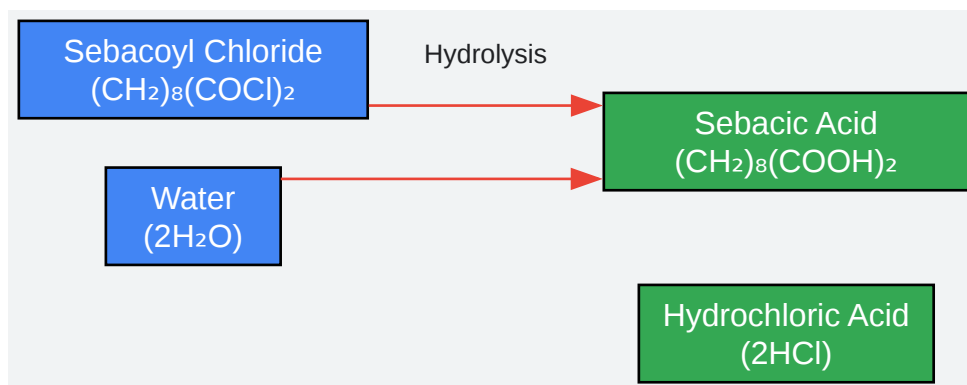 Sebacoyl Chloride
(CH₂)₈(COCl)₂
Hydrolysis
Sebacic Acid
(CH₂)₈(COOH)₂
Water
(2H₂O)
Hydrochloric Acid
(2HCl)